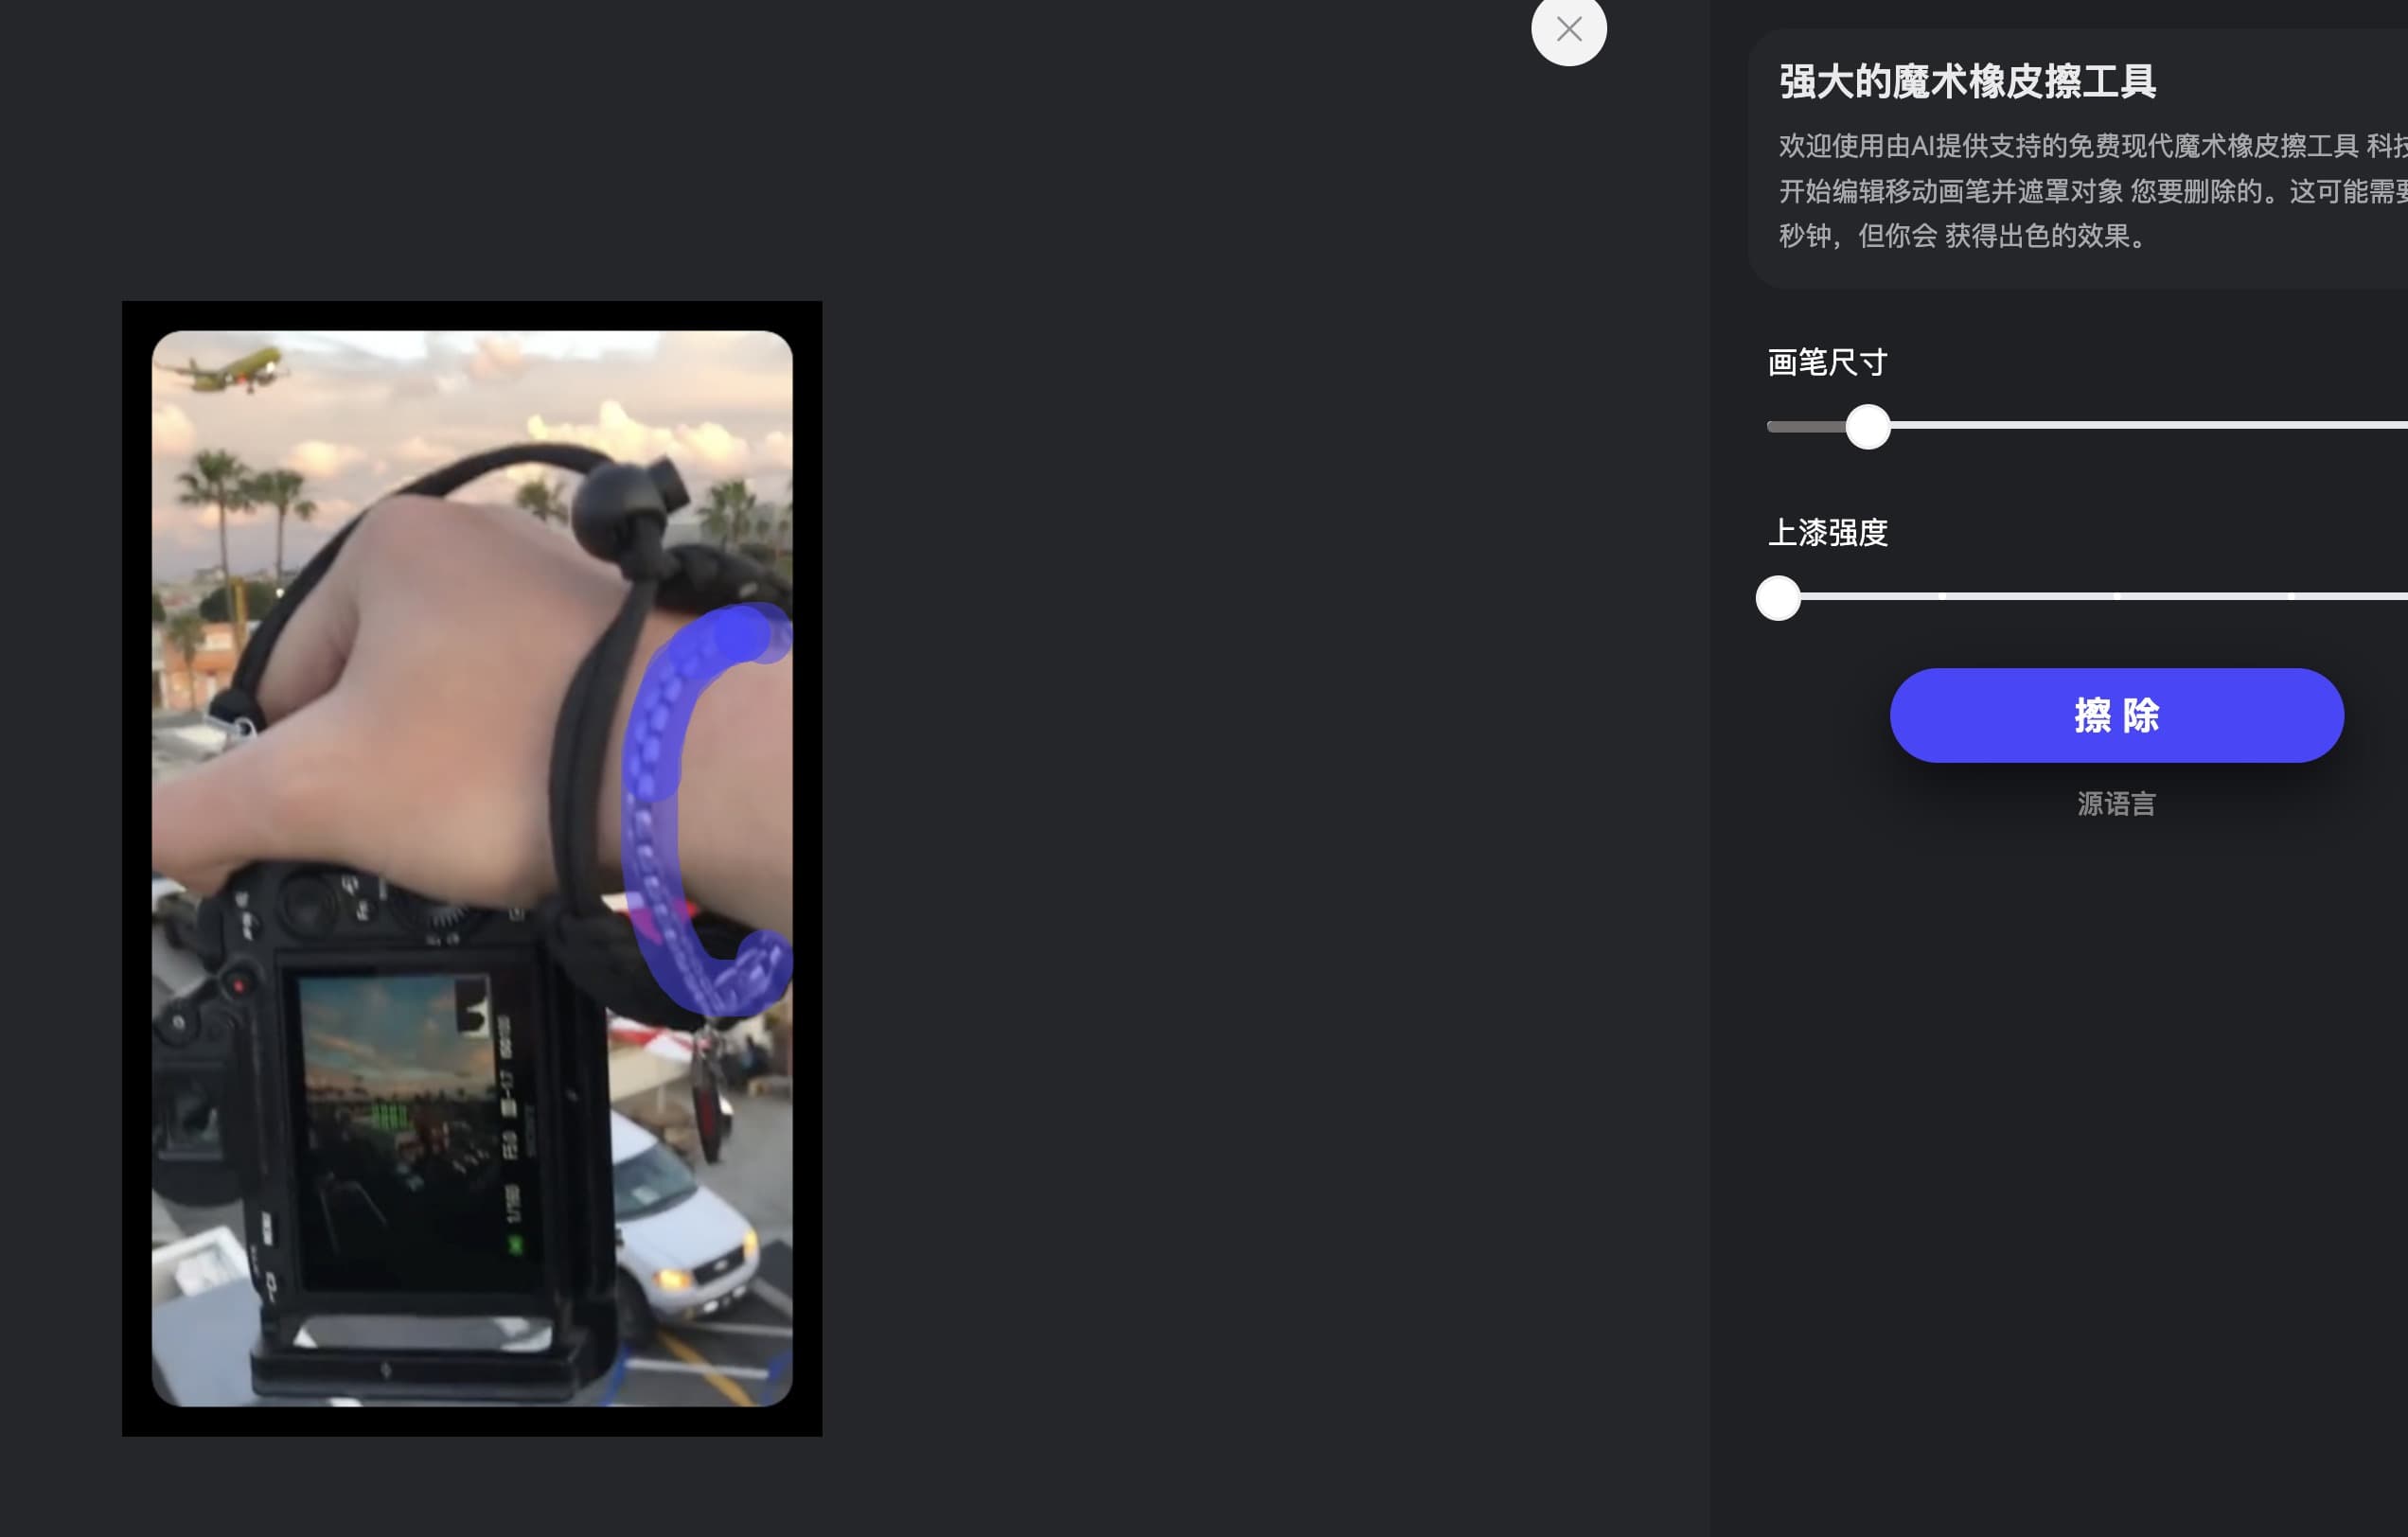 强大的魔术橡皮擦工具
欢迎使用由AI提供支持的免费现代魔术橡皮擦工具 科技
开始编辑移动画笔并遮罩对象 您要删除的。这可能需要
秒钟，但你会 获得出色的效果。
画笔尺寸
上漆强度
擦 除
源语言
1/160